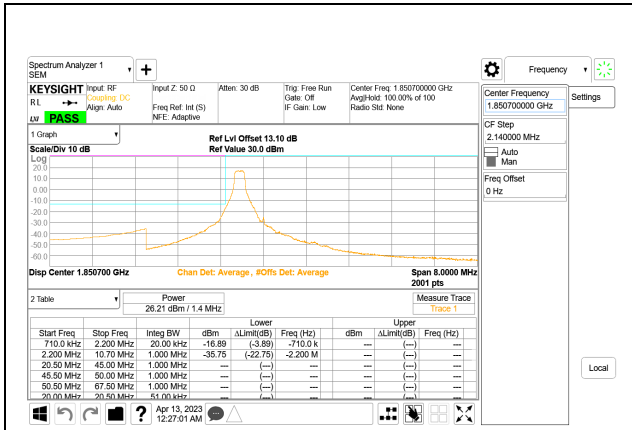 Spectrum Analyzer 1
SEM
Frequency
KEYSIGHT
RL
LXI
PASS
Input: RF
Coupling: DC
Align: Auto
Input Z: 50 Ω
Freq Ref: Int (S)
NFE: Adaptive
Atten: 30 dB
Trig: Free Run
Gate: Off
IF Gain: Low
Center Freq: 1.850700000 GHz
Avg|Hold: 100.00% of 100
Radio Std: None
Center Frequency
1.850700000 GHz
Settings
CF Step
2.140000 MHz
Auto
Man
Freq Offset
0 Hz
1 Graph
Scale/Div 10 dB
Ref Lvl Offset 13.10 dB
Ref Value 30.0 dBm
Log
20.0
10.0
0.00
-10.0
-20.0
-30.0
-40.0
-50.0
-60.0
Disp Center 1.850700 GHz
Chan Det: Average, #Offs Det: Average
Span 8.0000 MHz
2001 pts
2 Table
Power
26.21 dBm / 1.4 MHz
Measure Trace
Trace 1
Lower Upper
Start Freq Stop Freq Integ BW dBm ΔLimit(dB) Freq (Hz) dBm ΔLimit(dB) Freq (Hz)
710.0 kHz 2.200 MHz 20.00 kHz -16.89 (-3.89) -710.0 k --- (---) ---
2.200 MHz 10.70 MHz 1.000 MHz -35.75 (-22.75) -2.200 M --- (---) ---
20.50 MHz 45.00 MHz 1.000 MHz --- (---) --- --- (---) ---
45.50 MHz 50.00 MHz 1.000 MHz --- (---) --- --- (---) ---
50.50 MHz 67.50 MHz 1.000 MHz --- (---) --- --- (---) ---
20.00 MHz 20.50 MHz 51.00 kHz --- (---) --- --- (---) ---
Local
?
Apr 13, 2023
12:27:01 AM